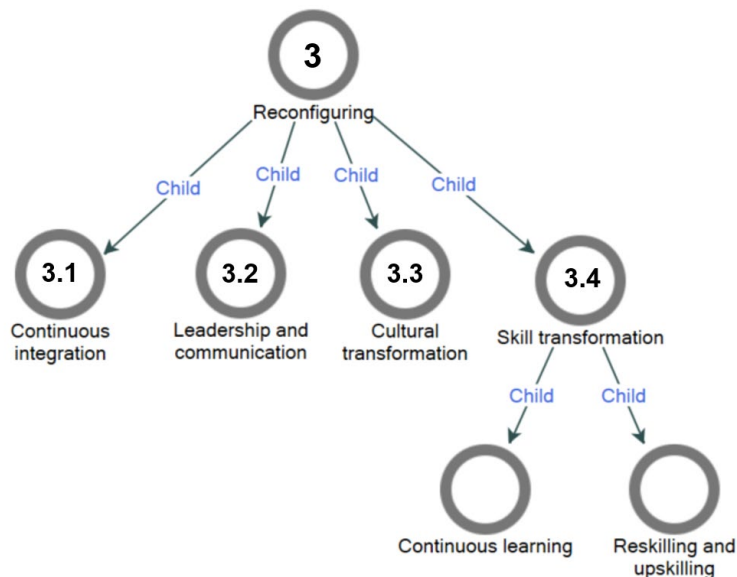 3
Reconfiguring
Child
Child
Child
Child
3.1
3.2
3.3
3.4
Continuous
integration
Leadership and
communication
Cultural
transformation
Skill transformation
Child
Child
Continuous learning
Reskilling and
upskilling